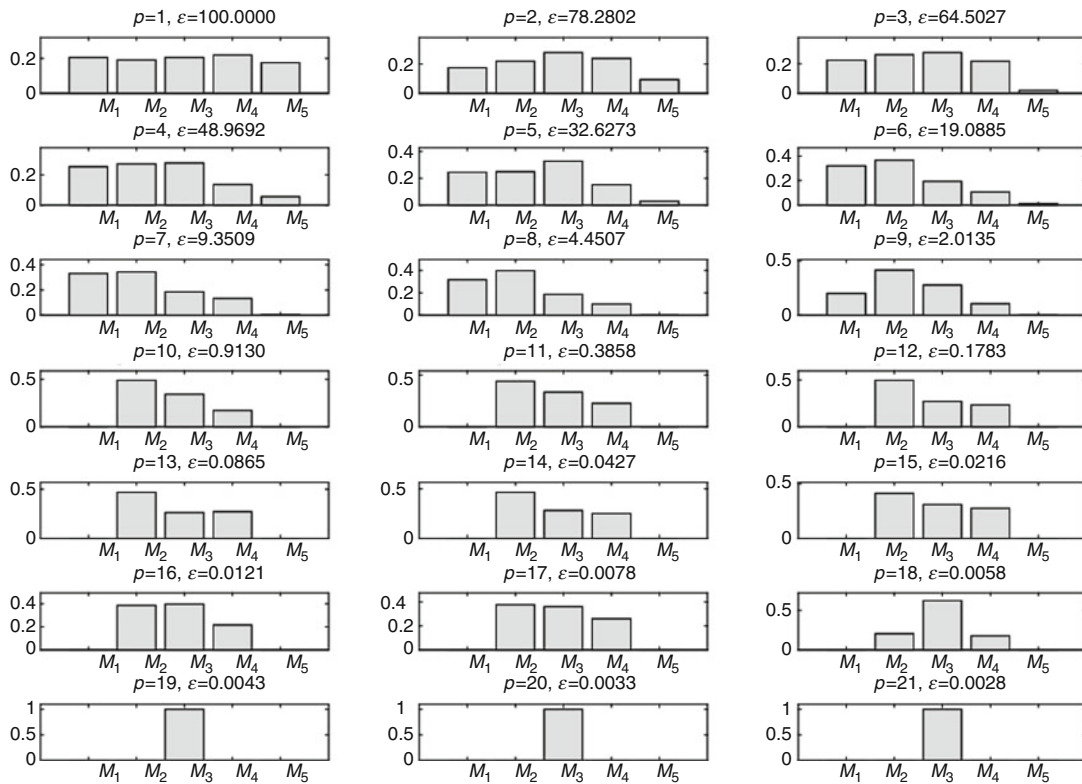 p=1, ε=100.0000 p=2, ε=78.2802 p=3, ε=64.5027
0.2 0 0.2 0 0.2 0
M1 M2 M3 M4 M5 M1 M2 M3 M4 M5 M1 M2 M3 M4 M5
p=4, ε=48.9692 p=5, ε=32.6273 p=6, ε=19.0885
0.2 0 0.4 0.2 0 0.4 0.2 0
M1 M2 M3 M4 M5 M1 M2 M3 M4 M5 M1 M2 M3 M4 M5
p=7, ε=9.3509 p=8, ε=4.4507 p=9, ε=2.0135
0.4 0.2 0 0.4 0.2 0 0.5 0
M1 M2 M3 M4 M5 M1 M2 M3 M4 M5 M1 M2 M3 M4 M5
p=10, ε=0.9130 p=11, ε=0.3858 p=12, ε=0.1783
0.5 0 0.5 0 0.5 0
M1 M2 M3 M4 M5 M1 M2 M3 M4 M5 M1 M2 M3 M4 M5
p=13, ε=0.0865 p=14, ε=0.0427 p=15, ε=0.0216
0.5 0 0.5 0 0.5 0
M1 M2 M3 M4 M5 M1 M2 M3 M4 M5 M1 M2 M3 M4 M5
p=16, ε=0.0121 p=17, ε=0.0078 p=18, ε=0.0058
0.4 0.2 0 0.4 0.2 0 0.5 0
M1 M2 M3 M4 M5 M1 M2 M3 M4 M5 M1 M2 M3 M4 M5
p=19, ε=0.0043 p=20, ε=0.0033 p=21, ε=0.0028
1 0.5 0 1 0.5 0 1 0.5 0
M1 M2 M3 M4 M5 M1 M2 M3 M4 M5 M1 M2 M3 M4 M5